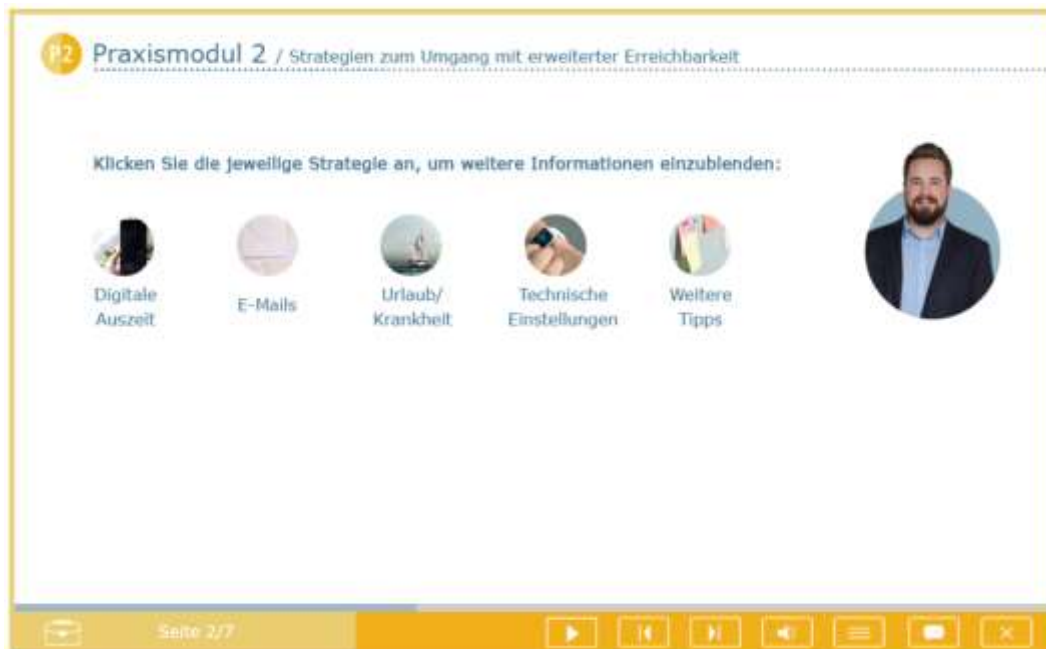 P2 Praxismodul 2 / Strategien zum Umgang mit erweiterter Erreichbarkeit
Klicken Sie die jeweilige Strategie an, um weitere Informationen einzublenden:
Digitale
Auszeit
E-Mails
Urlaub/
Krankheit
Technische
Einstellungen
Weitere
Tipps
Seite 2/7